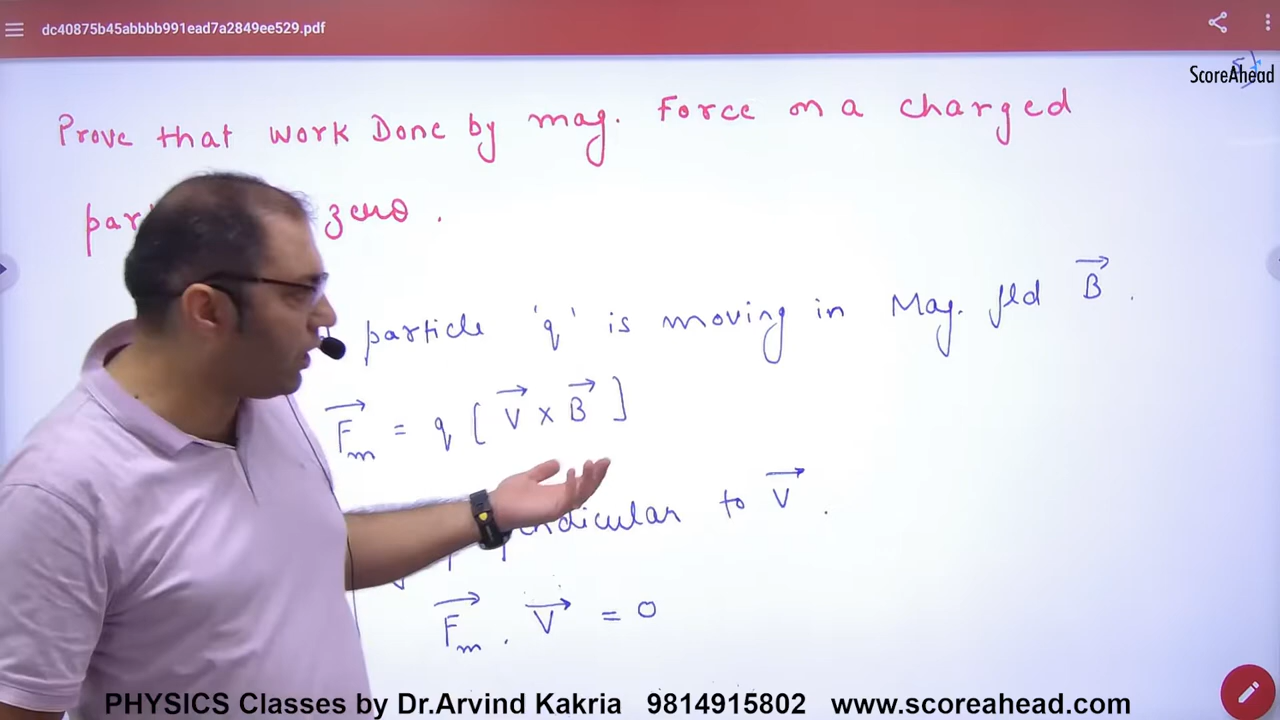 dc40875b45abbbb991ead7a2849ee529.pdf
ScoreAhead
Prove that work Done by mag. Force on a charged
zero.
particle 'q' is moving in Mag. fld B⃗.
F⃗m = q [ V⃗ × B⃗ ]
to V⃗.
F⃗m . V⃗ = 0
PHYSICS Classes by Dr.Arvind Kakria 9814915802 www.scoreahead.com